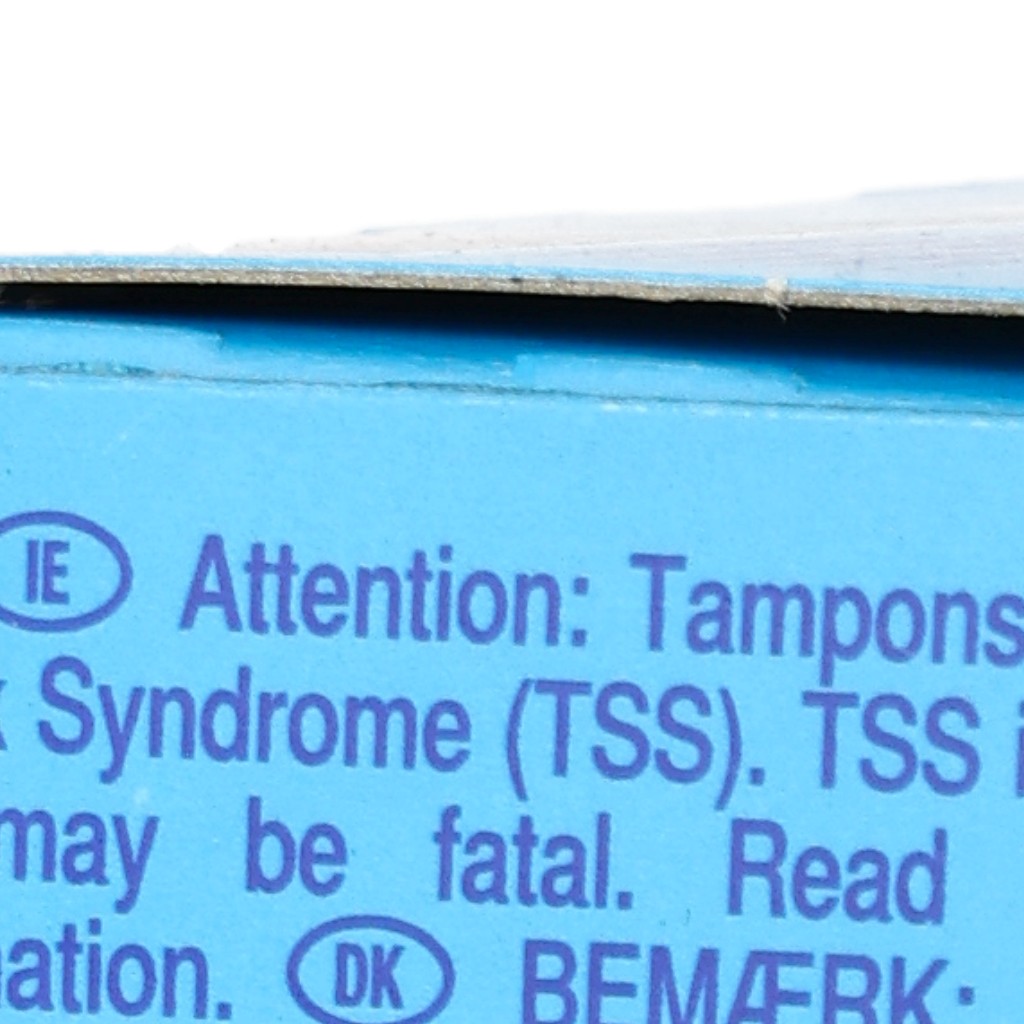 IE Attention: Tampons
Syndrome (TSS). TSS
may be fatal. Read
ation. DK BEMÆRK: